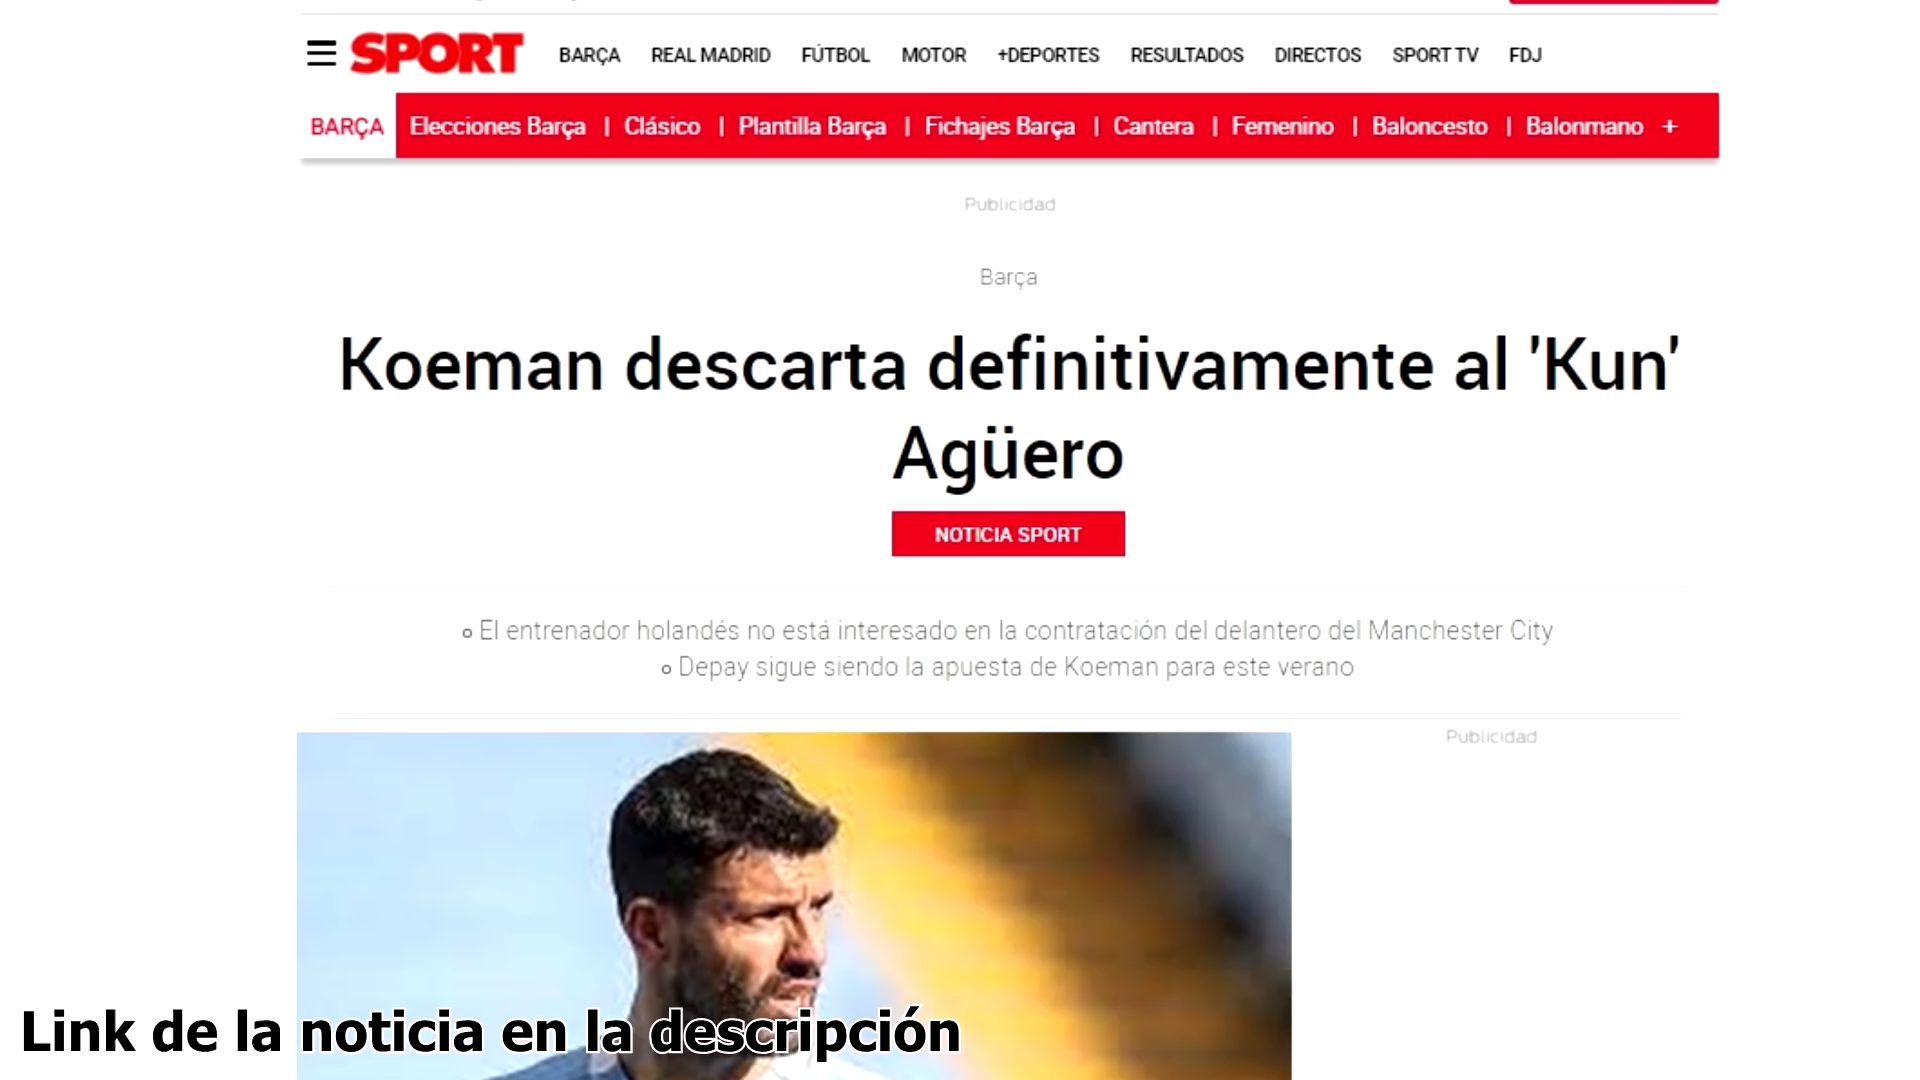 SPORT BARÇA REAL MADRID FÚTBOL MOTOR +DEPORTES RESULTADOS DIRECTOS SPORT TV FDJ
BARÇA Elecciones Barça | Clásico | Plantilla Barça | Fichajes Barça | Cantera | Femenino | Baloncesto | Balonmano +
Publicidad
Barça
Koeman descarta definitivamente al 'Kun'
Agüero
NOTICIA SPORT
El entrenador holandés no está interesado en la contratación del delantero del Manchester City
Depay sigue siendo la apuesta de Koeman para este verano
Publicidad
Link de la noticia en la descripción